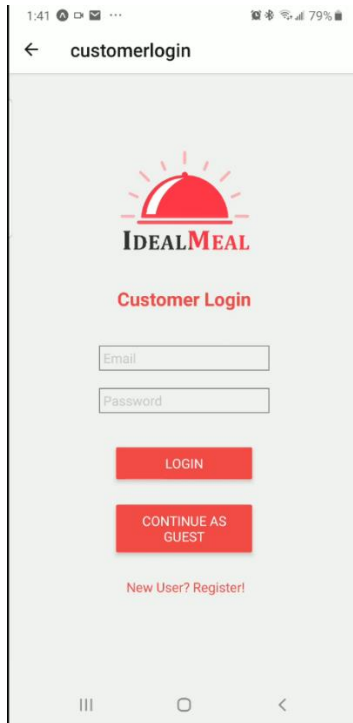 1:41 79%
customerlogin
IDEALMEAL
Customer Login
Email
Password
LOGIN
CONTINUE AS
GUEST
New User? Register!